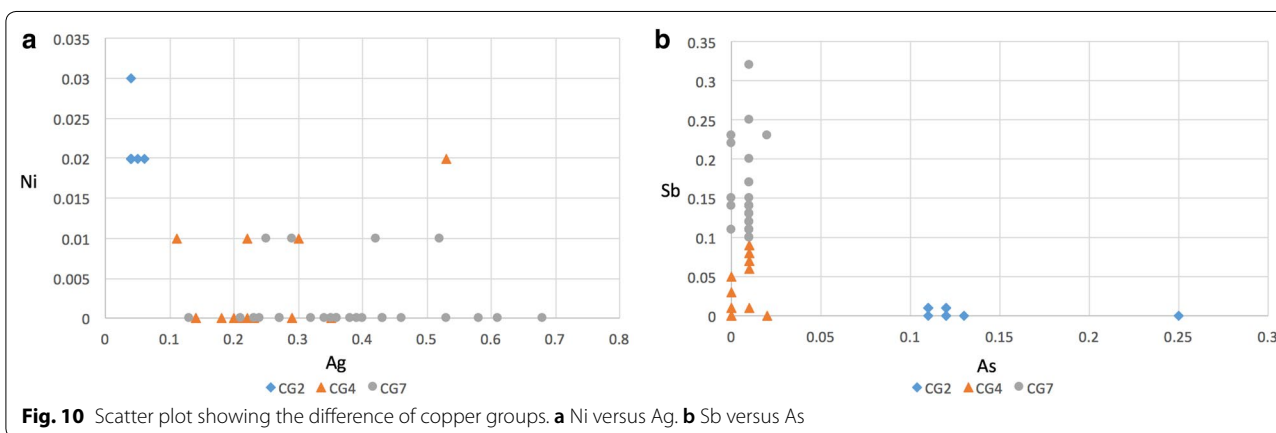 a
0.035
0.03
0.025
0.02
Ni
0.015
0.01
0.005
0
0 0.1 0.2 0.3 0.4 0.5 0.6 0.7 0.8
Ag
CG2 CG4 CG7
b
0.35
0.3
0.25
0.2
Sb
0.15
0.1
0.05
0
0 0.05 0.1 0.15 0.2 0.25 0.3
As
CG2 CG4 CG7
Fig. 10 Scatter plot showing the difference of copper groups. a Ni versus Ag. b Sb versus As